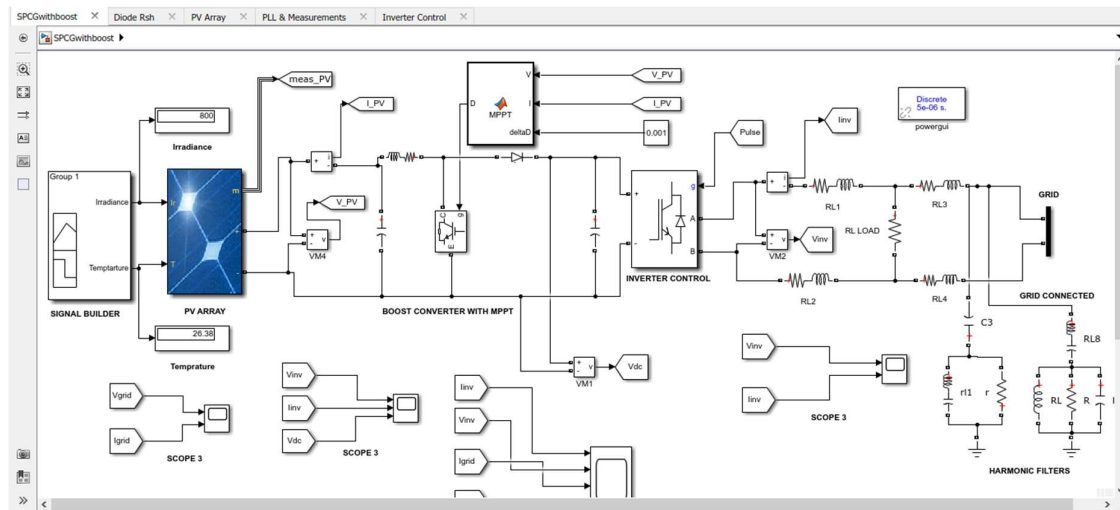 SPCGwithboost
Diode Rsh
PV Array
PLL & Measurements
Inverter Control
SPCGwithboost
meas_PV
800
Irradiance
I_PV
V
I
D
MPPT
deltaD
V_PV
I_PV
0.001
Pulse
Iinv
Discrete
5e-06 s.
powergui
Group 1
Irradiance
Temptarture
SIGNAL BUILDER
Ir
T
m
+
-
PV ARRAY
26.38
Temprature
V_PV
VM4
C
g
E
BOOST CONVERTER WITH MPPT
g
A
B
+
-
INVERTER CONTROL
Vinv
VM2
RL1
RL3
RL LOAD
RL2
RL4
GRID
GRID CONNECTED
VM1
Vdc
C3
RL8
rl1
r
RL
R
HARMONIC FILTERS
Vgrid
Igrid
SCOPE 3
Vinv
Iinv
Vdc
SCOPE 3
Iinv
Vinv
Igrid
Vinv
Iinv
SCOPE 3